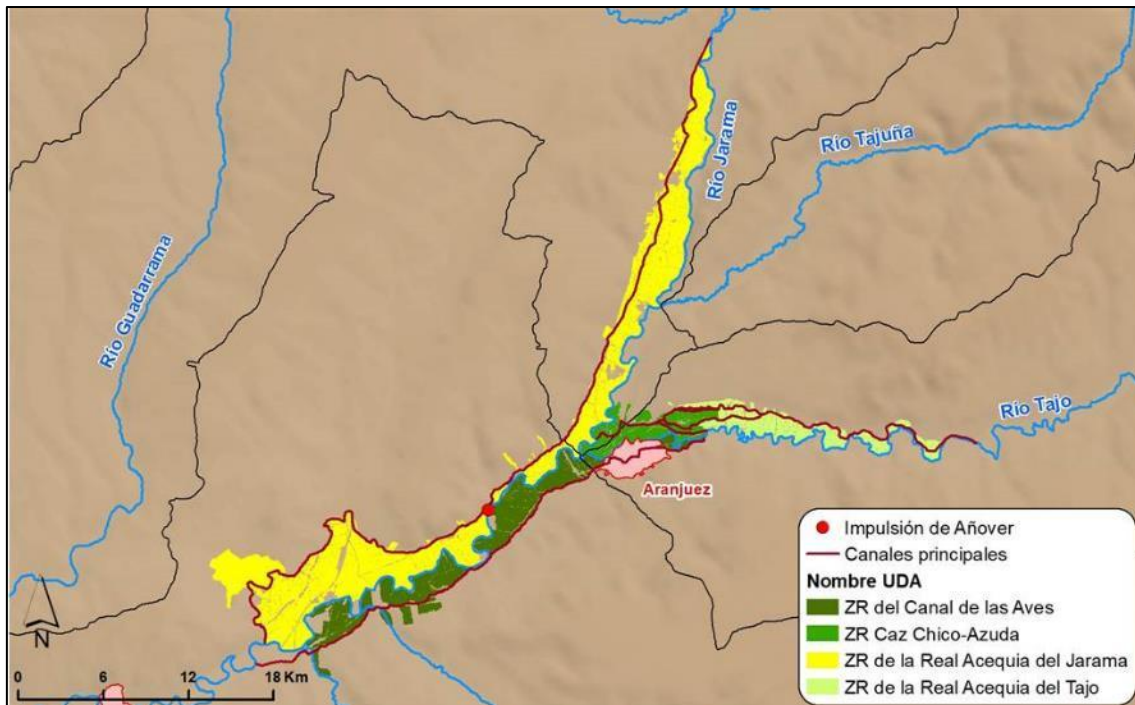 Río Guadarrama
Río Jarama
Río Tajuña
Río Tajo
Aranjuez
N
0 6 12 18 Km
Impulsión de Añover
Canales principales
Nombre UDA
ZR del Canal de las Aves
ZR Caz Chico-Azuda
ZR de la Real Acequia del Jarama
ZR de la Real Acequia del Tajo